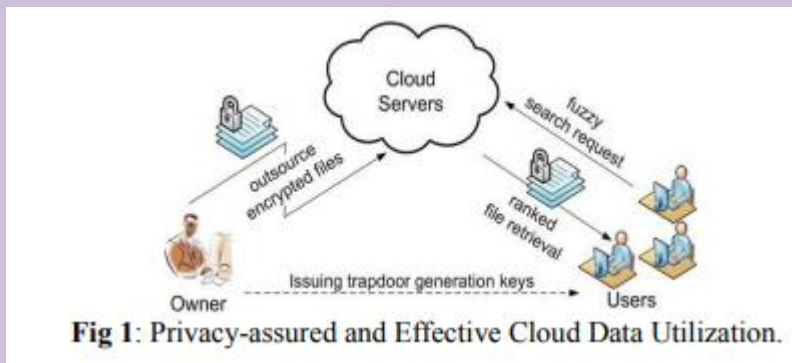 Cloud
Servers
fuzzy
search request
outsource
encrypted files
ranked
file retrieval
Issuing trapdoor generation keys
Owner
Users
Fig 1: Privacy-assured and Effective Cloud Data Utilization.